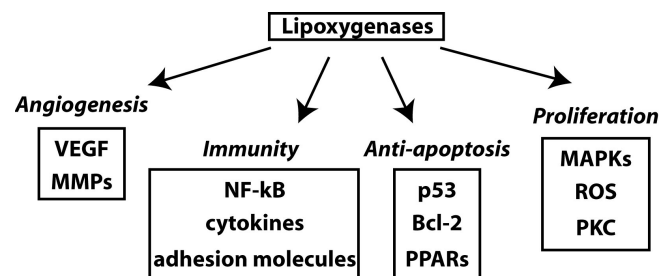 Lipoxygenases
Angiogenesis
VEGF
MMPs
Immunity
NF-kB
cytokines
adhesion molecules
Anti-apoptosis
p53
Bcl-2
PPARs
Proliferation
MAPKs
ROS
PKC